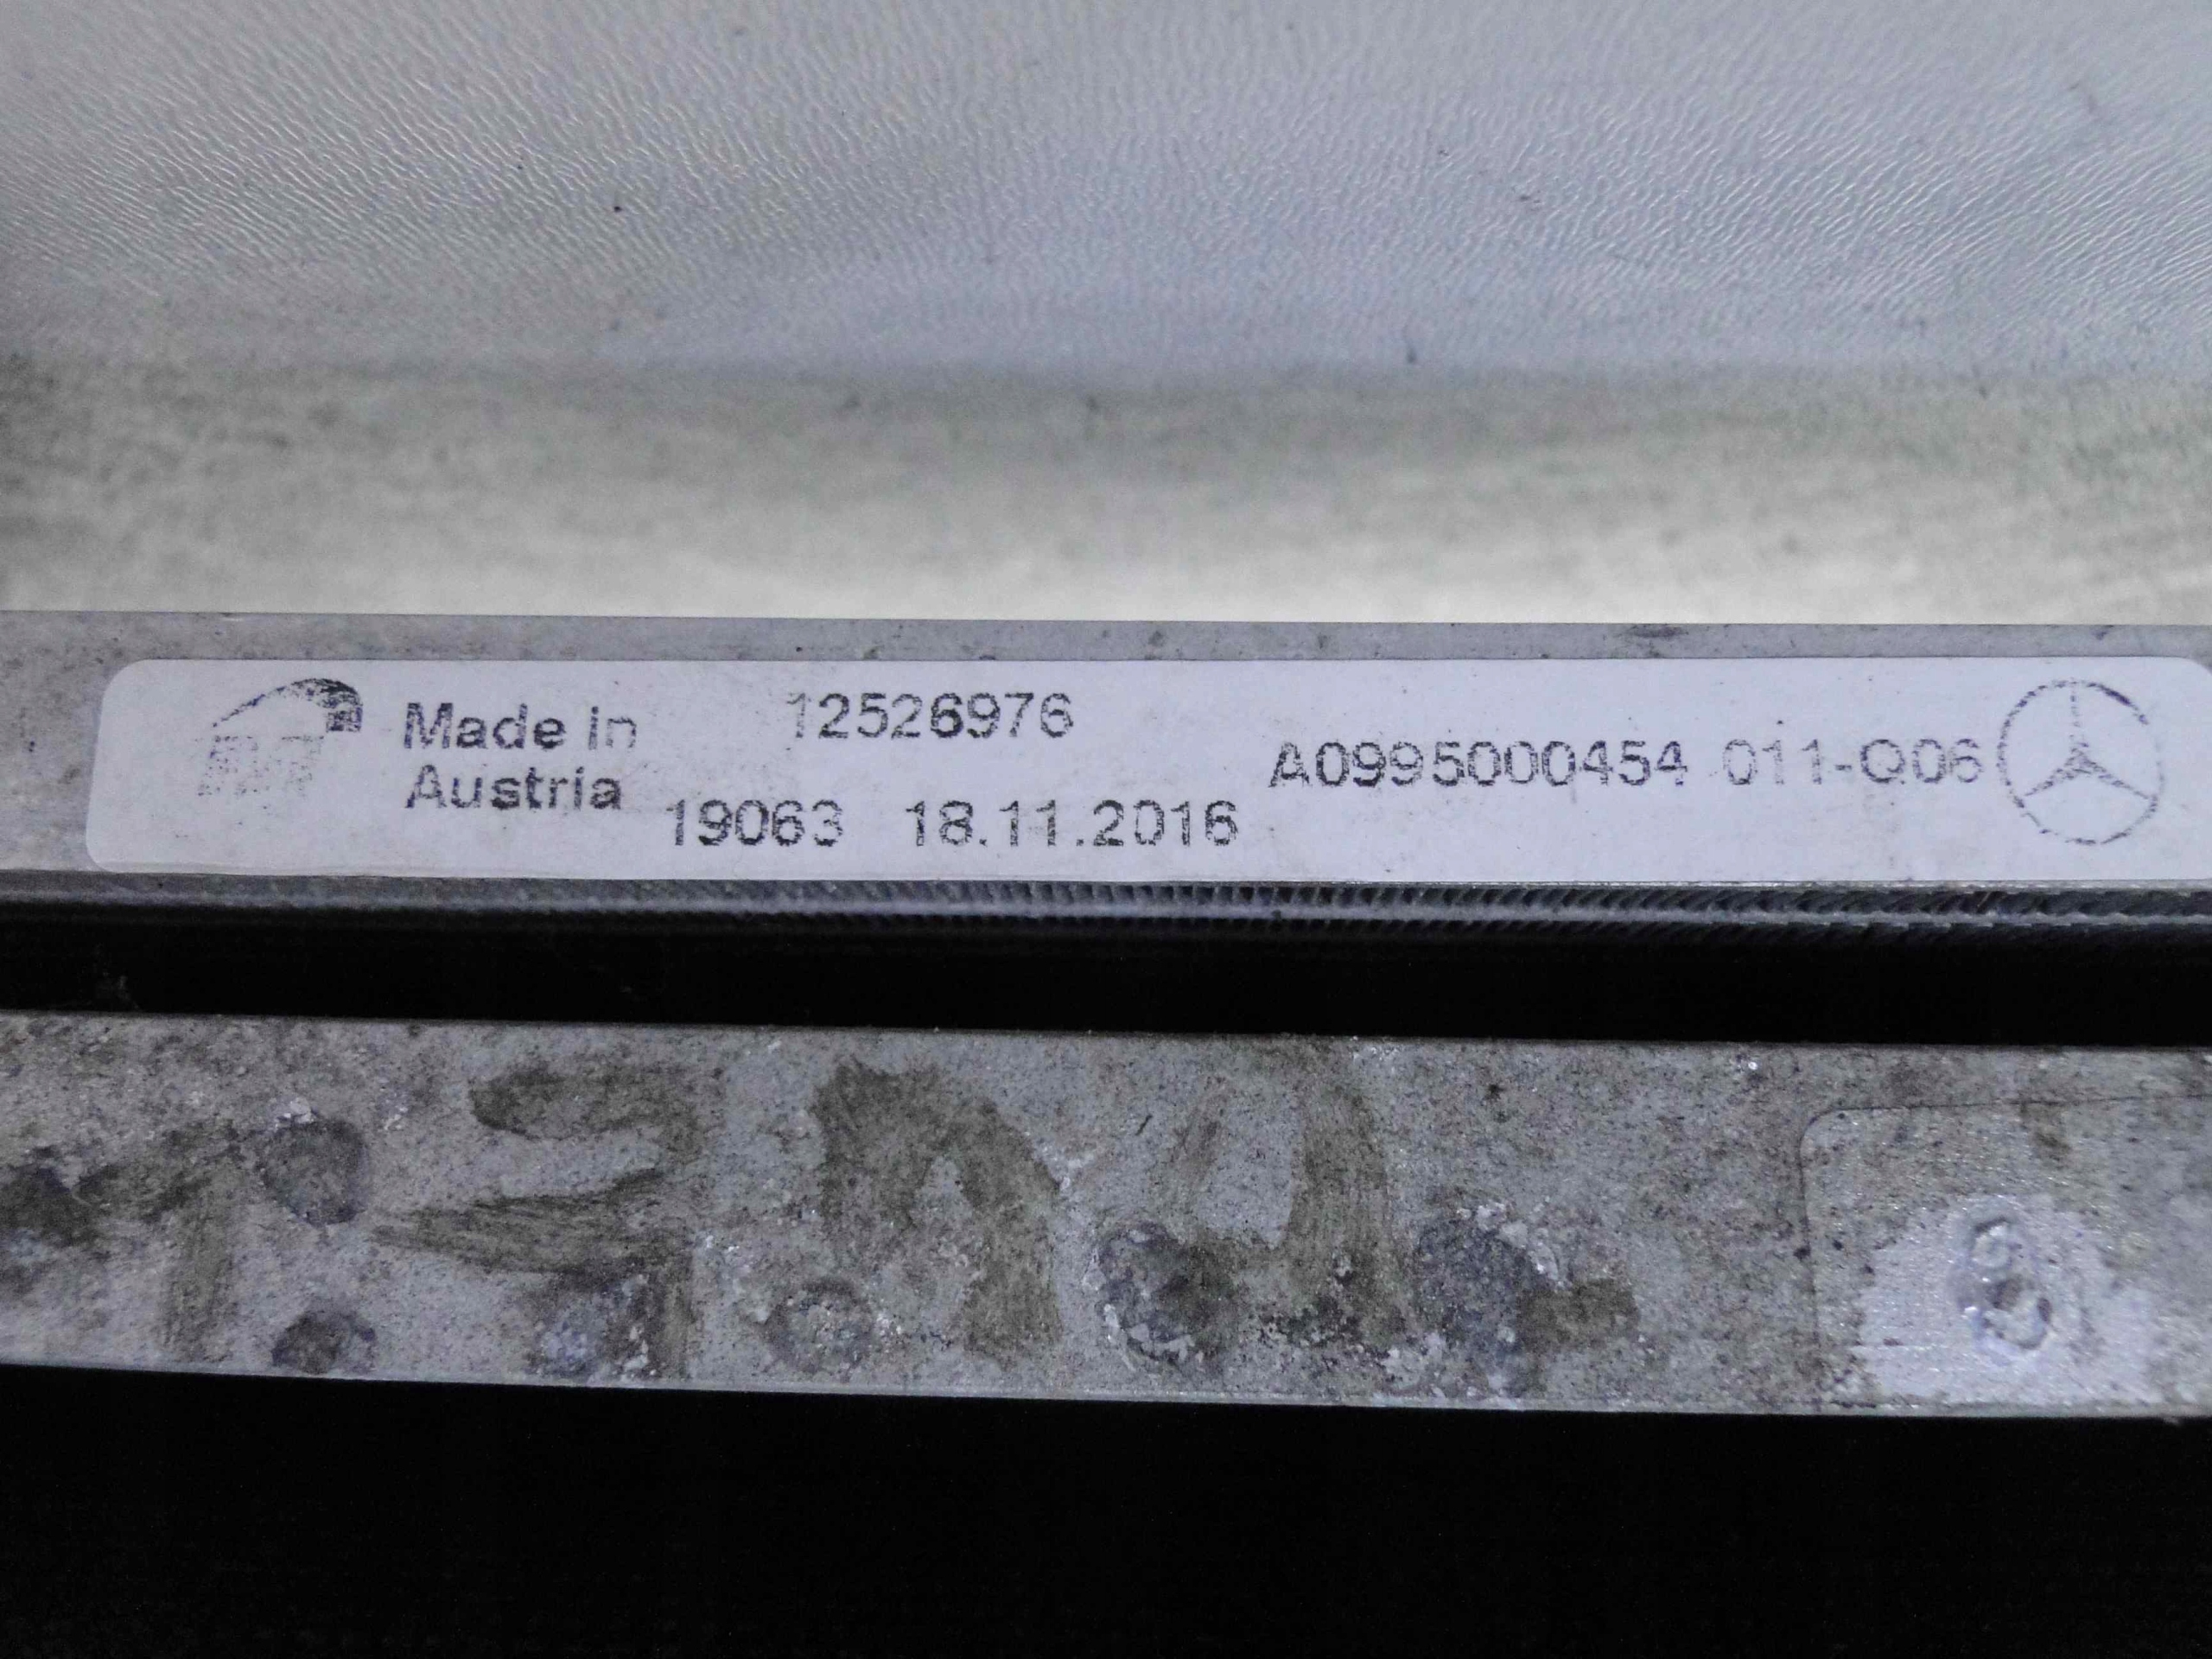 Made in
Austria
12526976
19063 18.11.2016
A0995000454 011-Q06